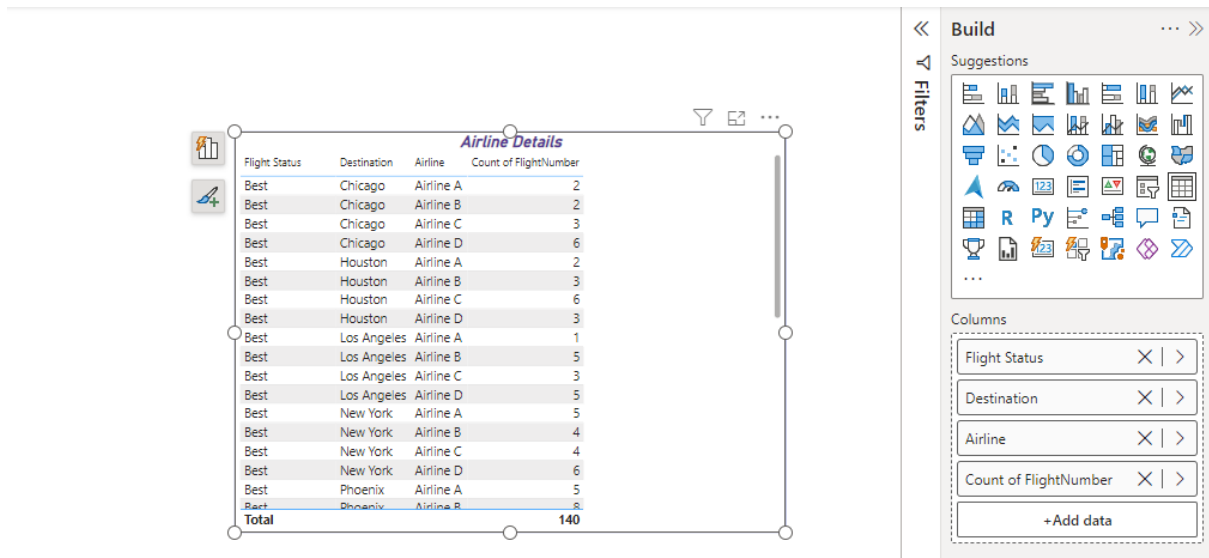 Build
Suggestions
Filters
Airline Details
Flight Status Destination Airline Count of FlightNumber
Best Chicago Airline A 2
Best Chicago Airline B 2
Best Chicago Airline C 3
Best Chicago Airline D 6
Best Houston Airline A 2
Best Houston Airline B 3
Best Houston Airline C 6
Best Houston Airline D 3
Best Los Angeles Airline A 1
Best Los Angeles Airline B 5
Best Los Angeles Airline C 3
Best Los Angeles Airline D 5
Best New York Airline A 5
Best New York Airline B 4
Best New York Airline C 4
Best New York Airline D 6
Best Phoenix Airline A 5
Best Phoenix Airline B 8
Total 140
123
R Py
123
Columns
Flight Status
Destination
Airline
Count of FlightNumber
+Add data